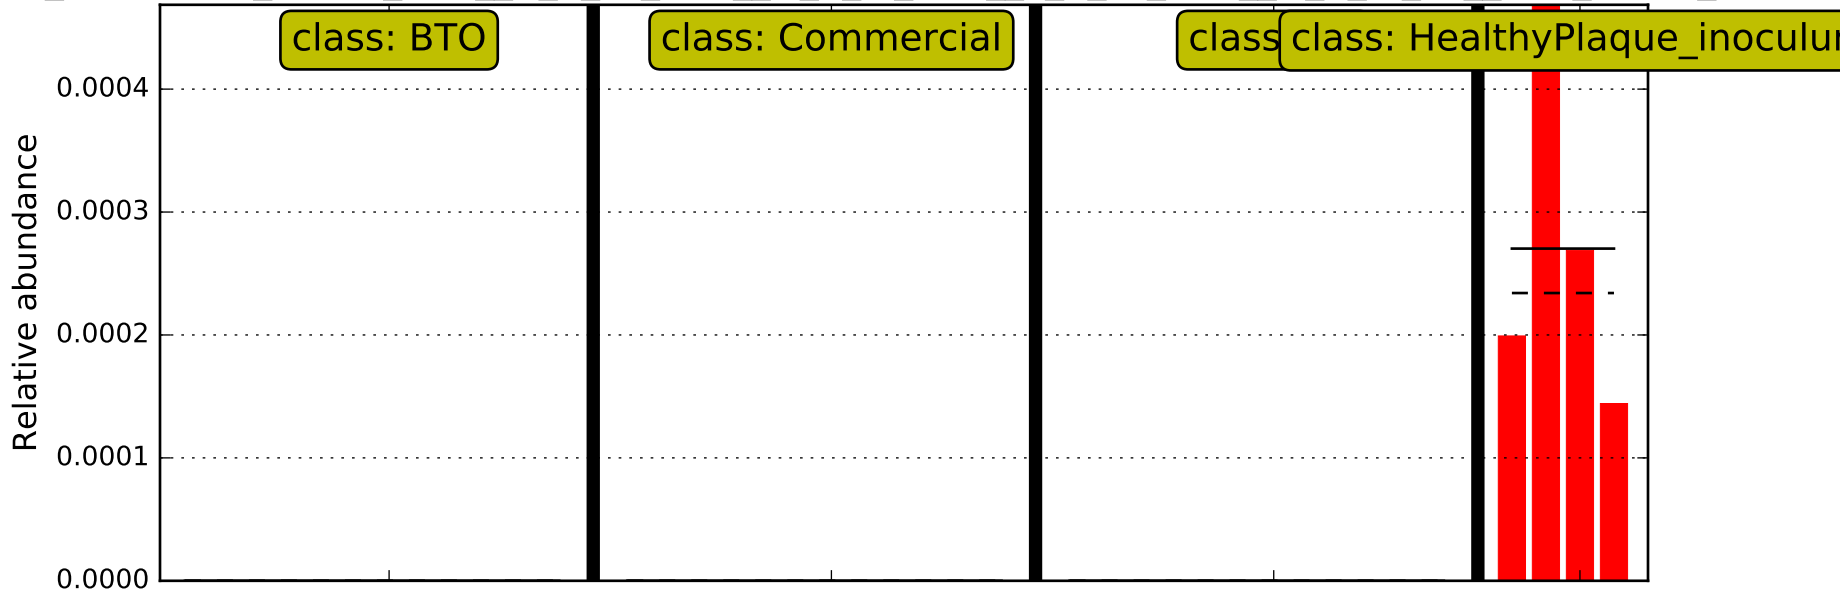 class: BTO
class: Commercial
class
class: HealthyPlaque_inoculu
0.0004
0.0003
0.0002
0.0001
0.0000
Relative abundance